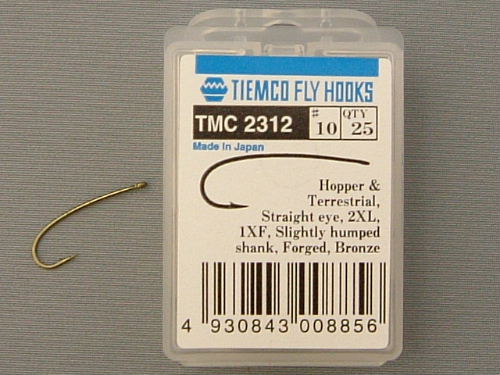 TIEMCO FLY HOOKS
TMC 2312 # 10 QTY 25
Made in Japan
Hopper &
Terrestrial,
Straight eye, 2XL,
1XF, Slightly humped
shank, Forged, Bronze
4 930843 008856